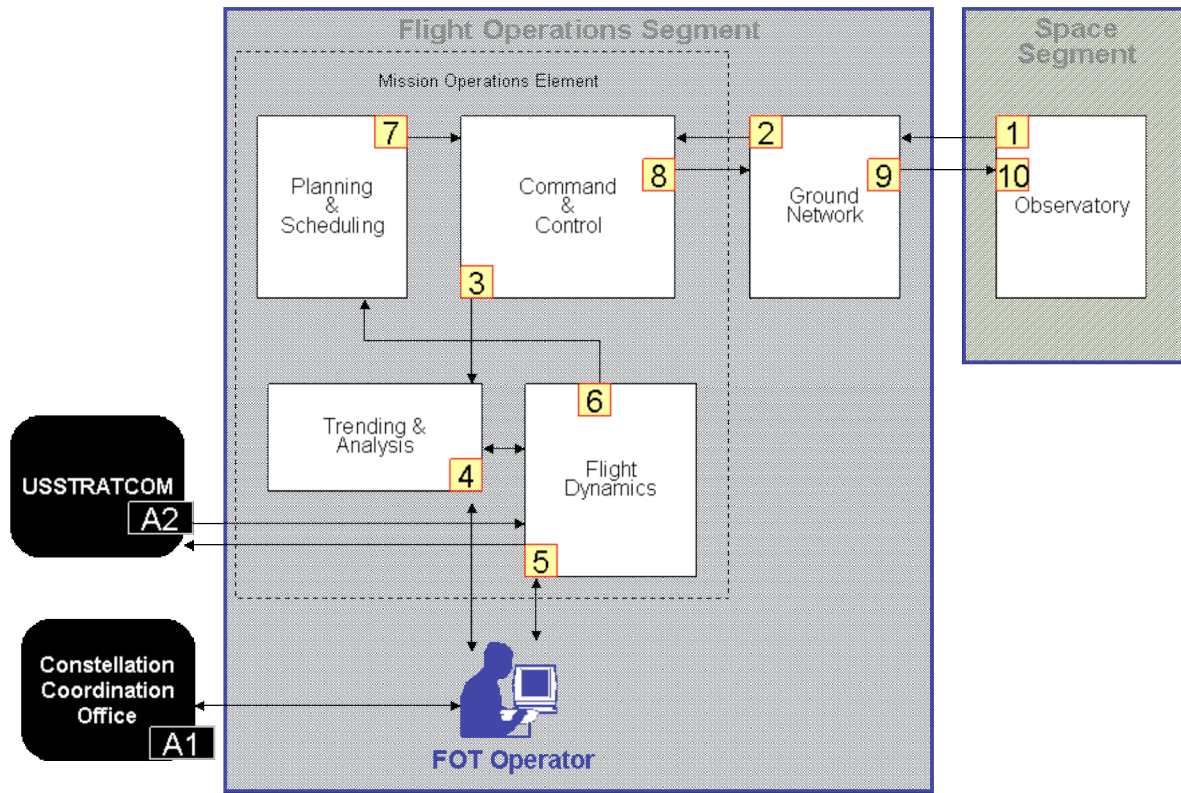 Flight Operations Segment
Space
Segment
Mission Operations Element
7
2
1
8
9
10
Planning
&
Scheduling
Command
&
Control
Ground
Network
Observatory
3
6
Trending &
Analysis
4
Flight
Dynamics
USSTRATCOM
A2
5
Constellation
Coordination
Office
A1
FOT Operator